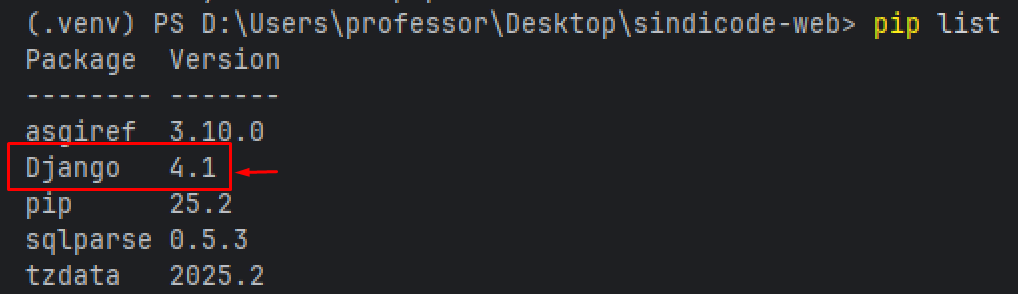 (.venv) PS D:\Users\professor\Desktop\sindicode-web> pip list
Package  Version
-------- -------
asgiref  3.10.0
Django   4.1
pip      25.2
sqlparse 0.5.3
tzdata   2025.2